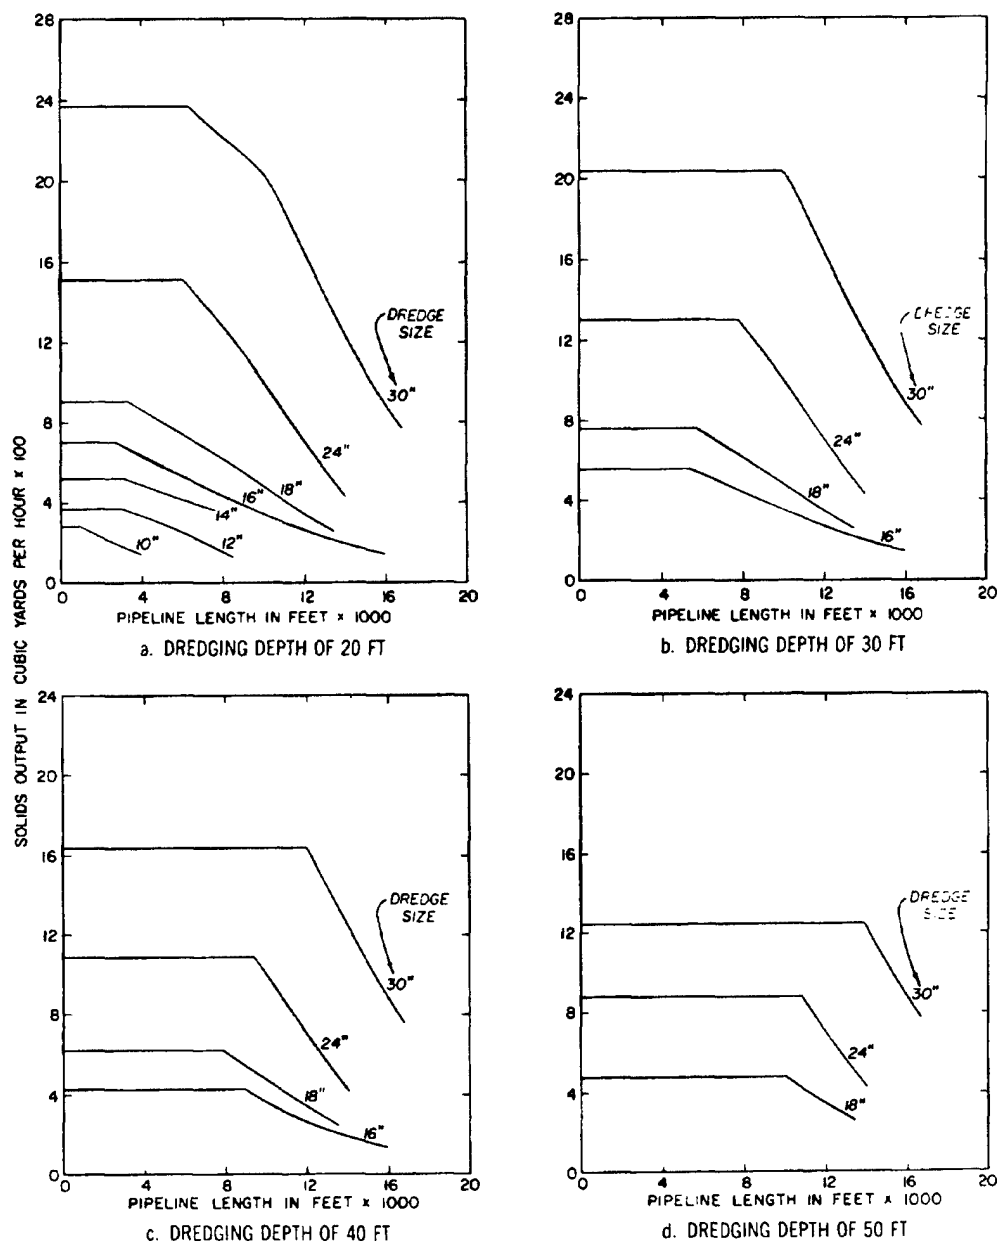 SOLIDS OUTPUT IN CUBIC YARDS PER HOUR × 100
28
24
20
16
12
8
4
0
DREDGE
SIZE
30"
24"
18"
16"
14"
12"
10"
0 4 8 12 16 20
PIPELINE LENGTH IN FEET × 1000
a. DREDGING DEPTH OF 20 FT
28
24
20
16
12
8
4
0
DREDGE
SIZE
30"
24"
18"
16"
0 4 8 12 16 20
PIPELINE LENGTH IN FEET × 1000
b. DREDGING DEPTH OF 30 FT
24
20
16
12
8
4
0
DREDGE
SIZE
30"
24"
18"
16"
0 4 8 12 16 20
PIPELINE LENGTH IN FEET × 1000
c. DREDGING DEPTH OF 40 FT
24
20
16
12
8
4
0
DREDGE
SIZE
30"
24"
18"
0 4 8 12 16 20
PIPELINE LENGTH IN FEET × 1000
d. DREDGING DEPTH OF 50 FT